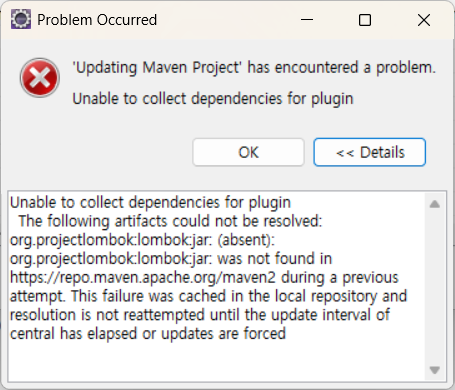 Problem Occurred
'Updating Maven Project' has encountered a problem.
Unable to collect dependencies for plugin
OK
<< Details
Unable to collect dependencies for plugin
The following artifacts could not be resolved:
org.projectlombok:lombok:jar: (absent):
org.projectlombok:lombok:jar: was not found in
https://repo.maven.apache.org/maven2 during a previous
attempt. This failure was cached in the local repository and
resolution is not reattempted until the update interval of
central has elapsed or updates are forced